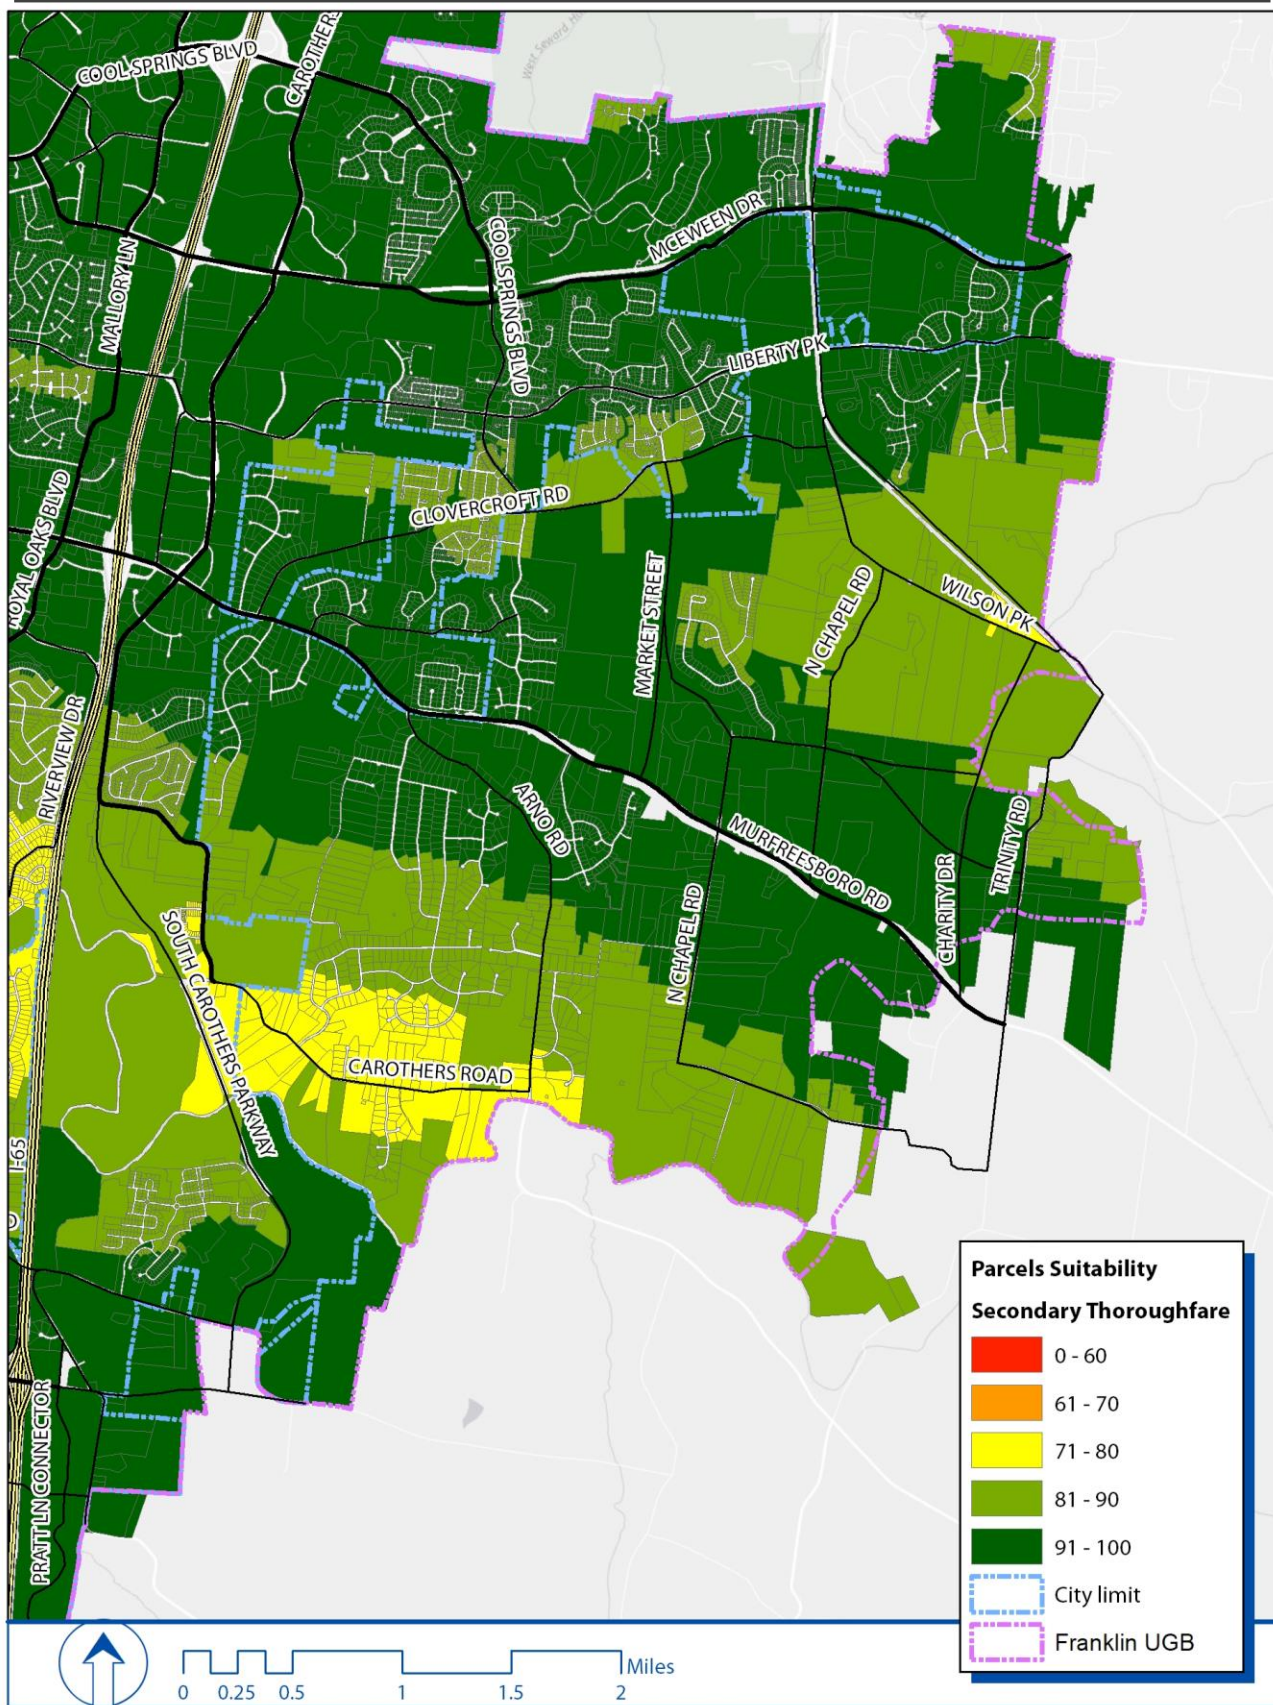 West Seward H
COOL SPRINGS BLVD
CAROTHERS
MCEWEEN DR
MALLORY LN
COOLSPRINGS BLVD
LIBERTY PK
ROYAL OAKS BLVD
CLOVERCROFT RD
MARKET STREET
N CHAPEL RD
WILSON PK
RIVERVIEW DR
ARNO RD
MURFREESBORO RD
TRINITY RD
CHARITY DR
N CHAPEL RD
SOUTH CAROTHERS PARKWAY
CAROTHERS ROAD
I-65
PRATT LN CONNECTOR
Parcels Suitability
Secondary Thoroughfare
0 - 60
61 - 70
71 - 80
81 - 90
91 - 100
City limit
Franklin UGB
Miles
0 0.25 0.5 1 1.5 2